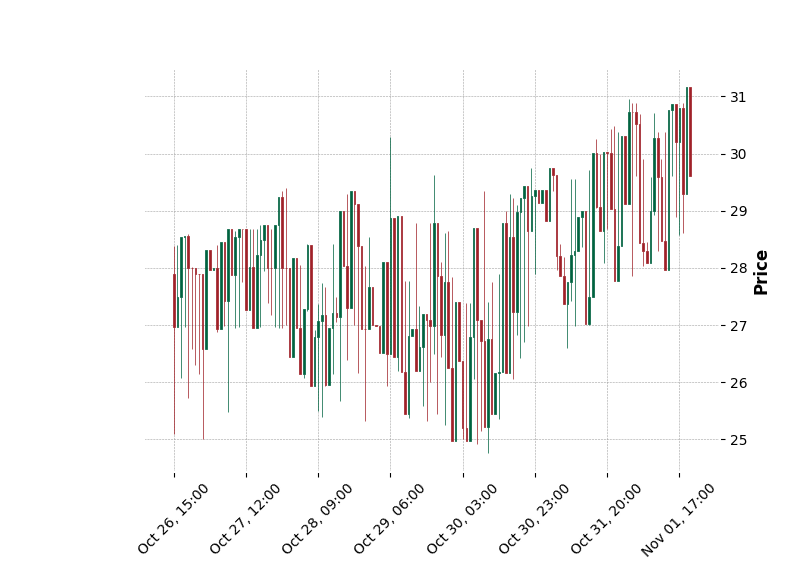 31
30
29
28
27
26
25
Price
Oct 26, 15:00
Oct 27, 12:00
Oct 28, 09:00
Oct 29, 06:00
Oct 30, 03:00
Oct 30, 23:00
Oct 31, 20:00
Nov 01, 17:00